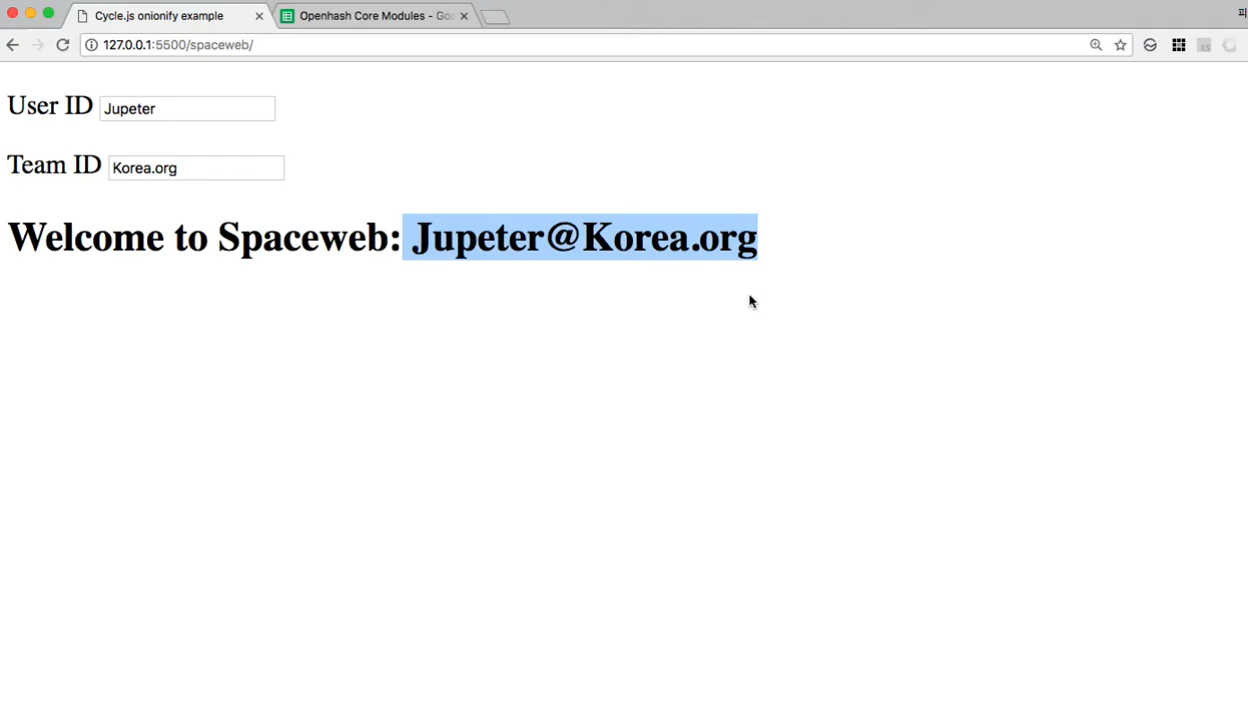 Cycle.js onionify example
Openhash Core Modules - Goo
127.0.0.1:5500/spaceweb/
User ID Jupeter
Team ID Korea.org
Welcome to Spaceweb: Jupeter@Korea.org